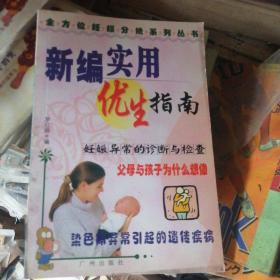 全方位妊娠分娩系列丛书
新编实用
优生指南
妊娠异常的诊断与检查
父母与孩子为什么想像
染色体异常引起的遗传疾病
广州出版社